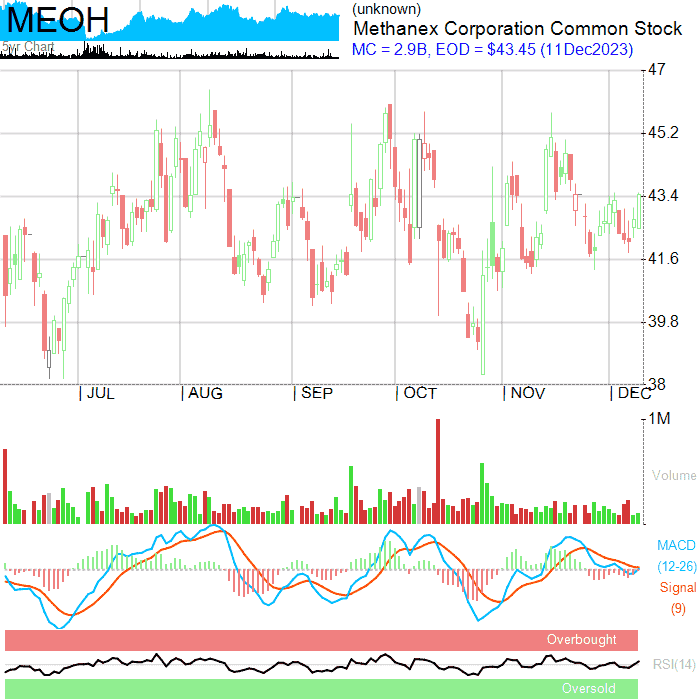 MEOH
5yr Chart
(unknown)
Methanex Corporation Common Stock
MC = 2.9B, EOD = $43.45 (11Dec2023)
47
45.2
43.4
41.6
39.8
38
| JUL | AUG | SEP | OCT | NOV | DEC
1M
Volume
MACD
(12-26)
Signal
(9)
Overbought
RSI(14)
Oversold